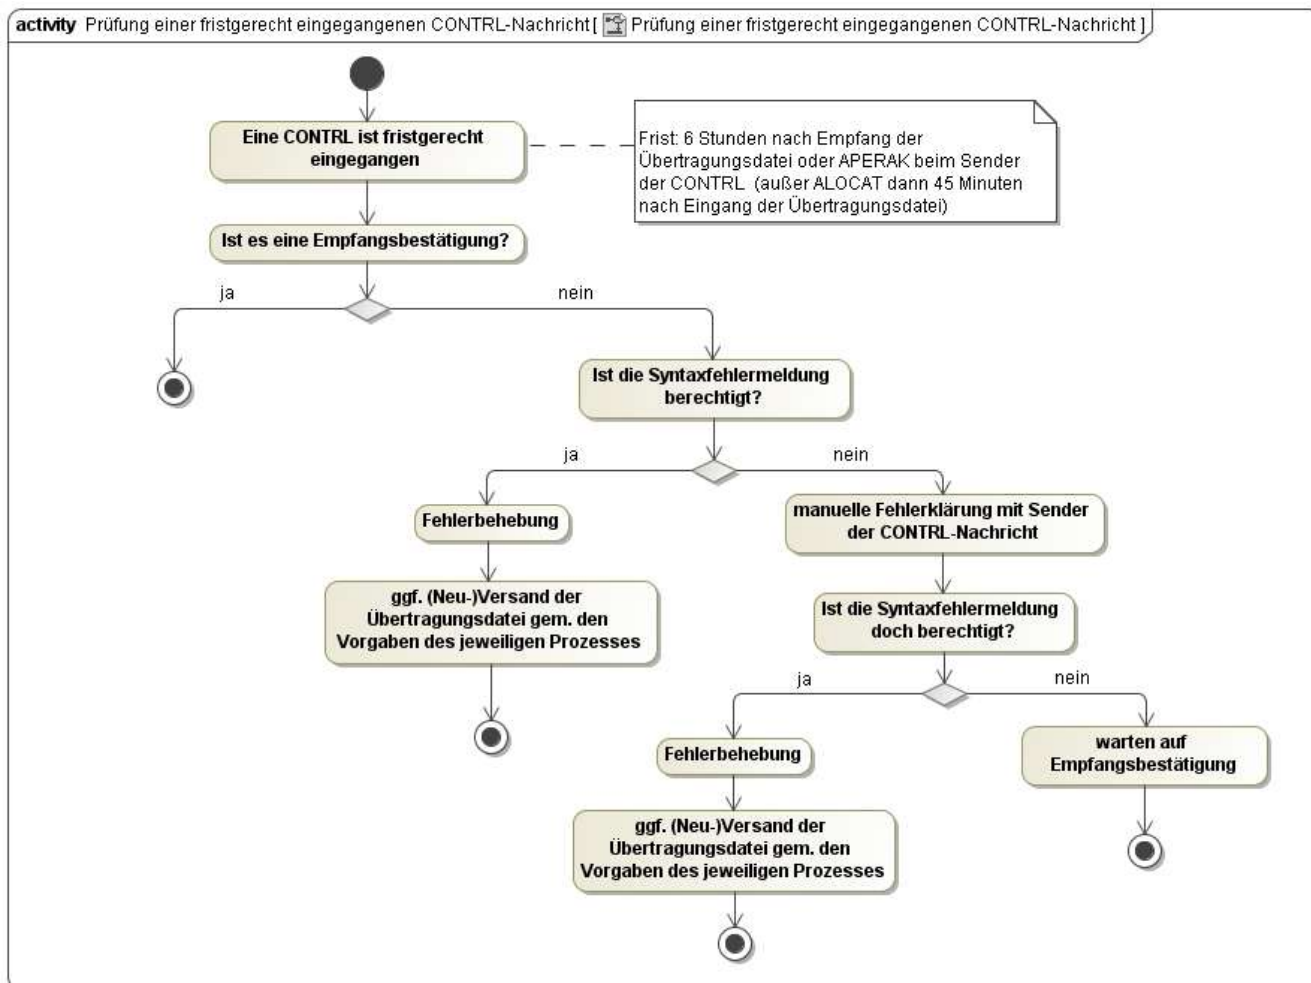 activity Prüfung einer fristgerecht eingegangenen CONTRL-Nachricht [ Prüfung einer fristgerecht eingegangenen CONTRL-Nachricht ]
Eine CONTRL ist fristgerecht
eingegangen
Frist: 6 Stunden nach Empfang der
Übertragungsdatei oder APERAK beim Sender
der CONTRL (außer ALOCAT dann 45 Minuten
nach Eingang der Übertragungsdatei)
Ist es eine Empfangsbestätigung?
ja
nein
Ist die Syntaxfehlermeldung
berechtigt?
ja
nein
Fehlerbehebung
manuelle Fehlerklärung mit Sender
der CONTRL-Nachricht
ggf. (Neu-)Versand der
Übertragungsdatei gem. den
Vorgaben des jeweiligen Prozesses
Ist die Syntaxfehlermeldung
doch berechtigt?
ja
nein
Fehlerbehebung
warten auf
Empfangsbestätigung
ggf. (Neu-)Versand der
Übertragungsdatei gem. den
Vorgaben des jeweiligen Prozesses